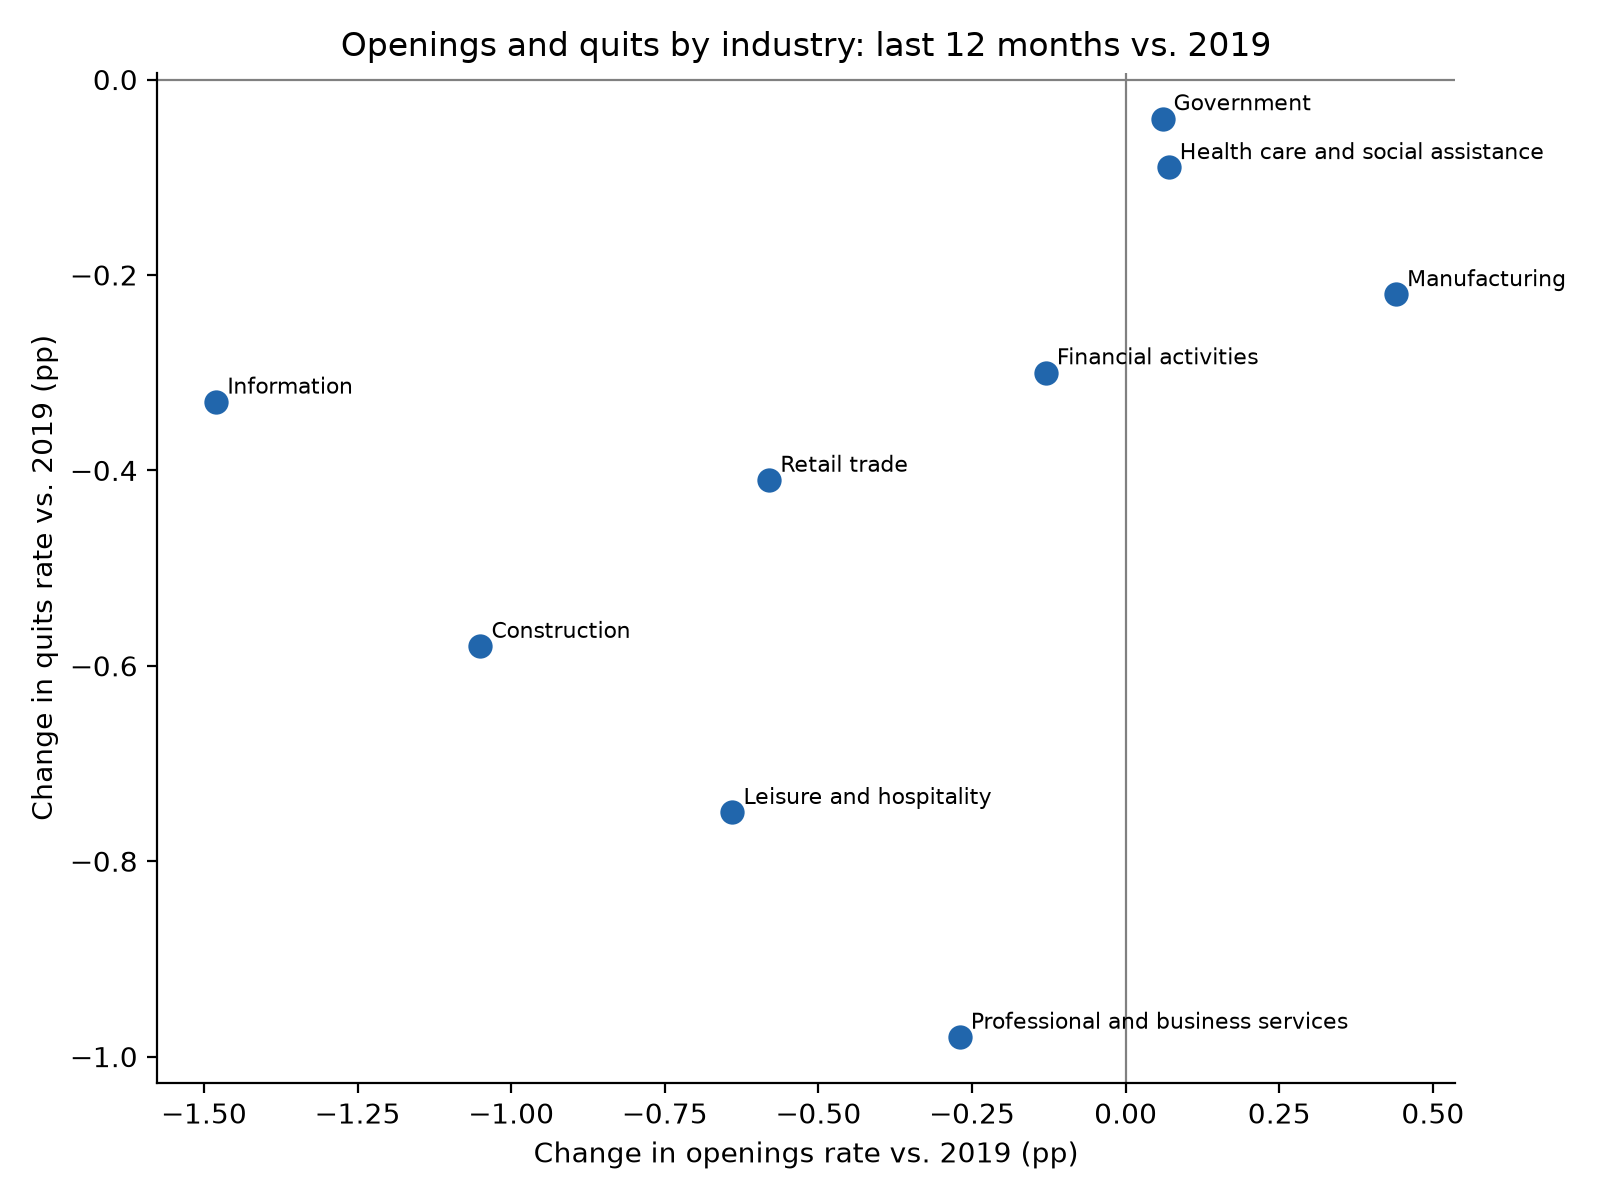 Openings and quits by industry: last 12 months vs. 2019
0.0
−0.2
−0.4
−0.6
−0.8
−1.0
Change in quits rate vs. 2019 (pp)
Government
Health care and social assistance
Manufacturing
Financial activities
Information
Retail trade
Construction
Leisure and hospitality
Professional and business services
−1.50 −1.25 −1.00 −0.75 −0.50 −0.25 0.00 0.25 0.50
Change in openings rate vs. 2019 (pp)